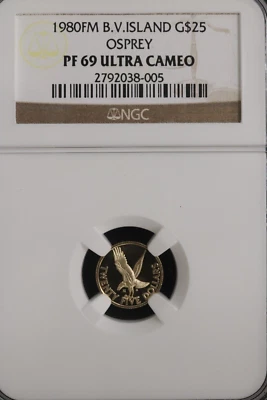 1980FM B.V.ISLAND G$25
OSPREY
PF 69 ULTRA CAMEO
2792038-005
NGC
TWENTY FIVE DOLLARS